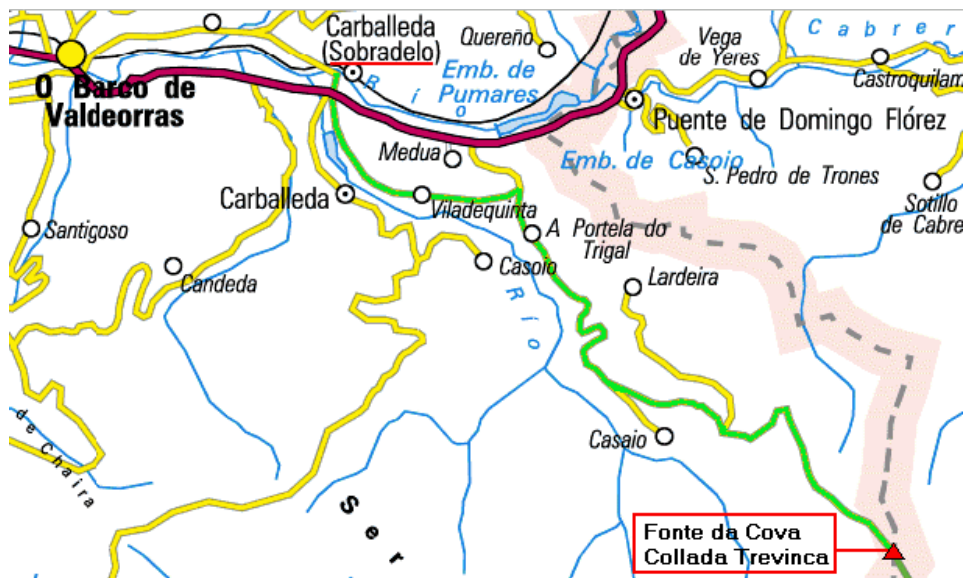 Carballeda
(Sobradelo)
Quereño
Vega
de Yeres
Cabrer
Castroquilam
O Barco de
Valdeorras
Río
Emb. de
Pumares
Puente de Domingo Flórez
Medua
Emb. de Casoio
S. Pedro de Trones
Carballeda
Viladequinta
Sotillo
de Cabre
Santigoso
A Portela do
Trigal
Candeda
Casoio
Lardeira
Río
de Chaira
Casaio
Ser
Fonte da Cova
Collada Trevinca